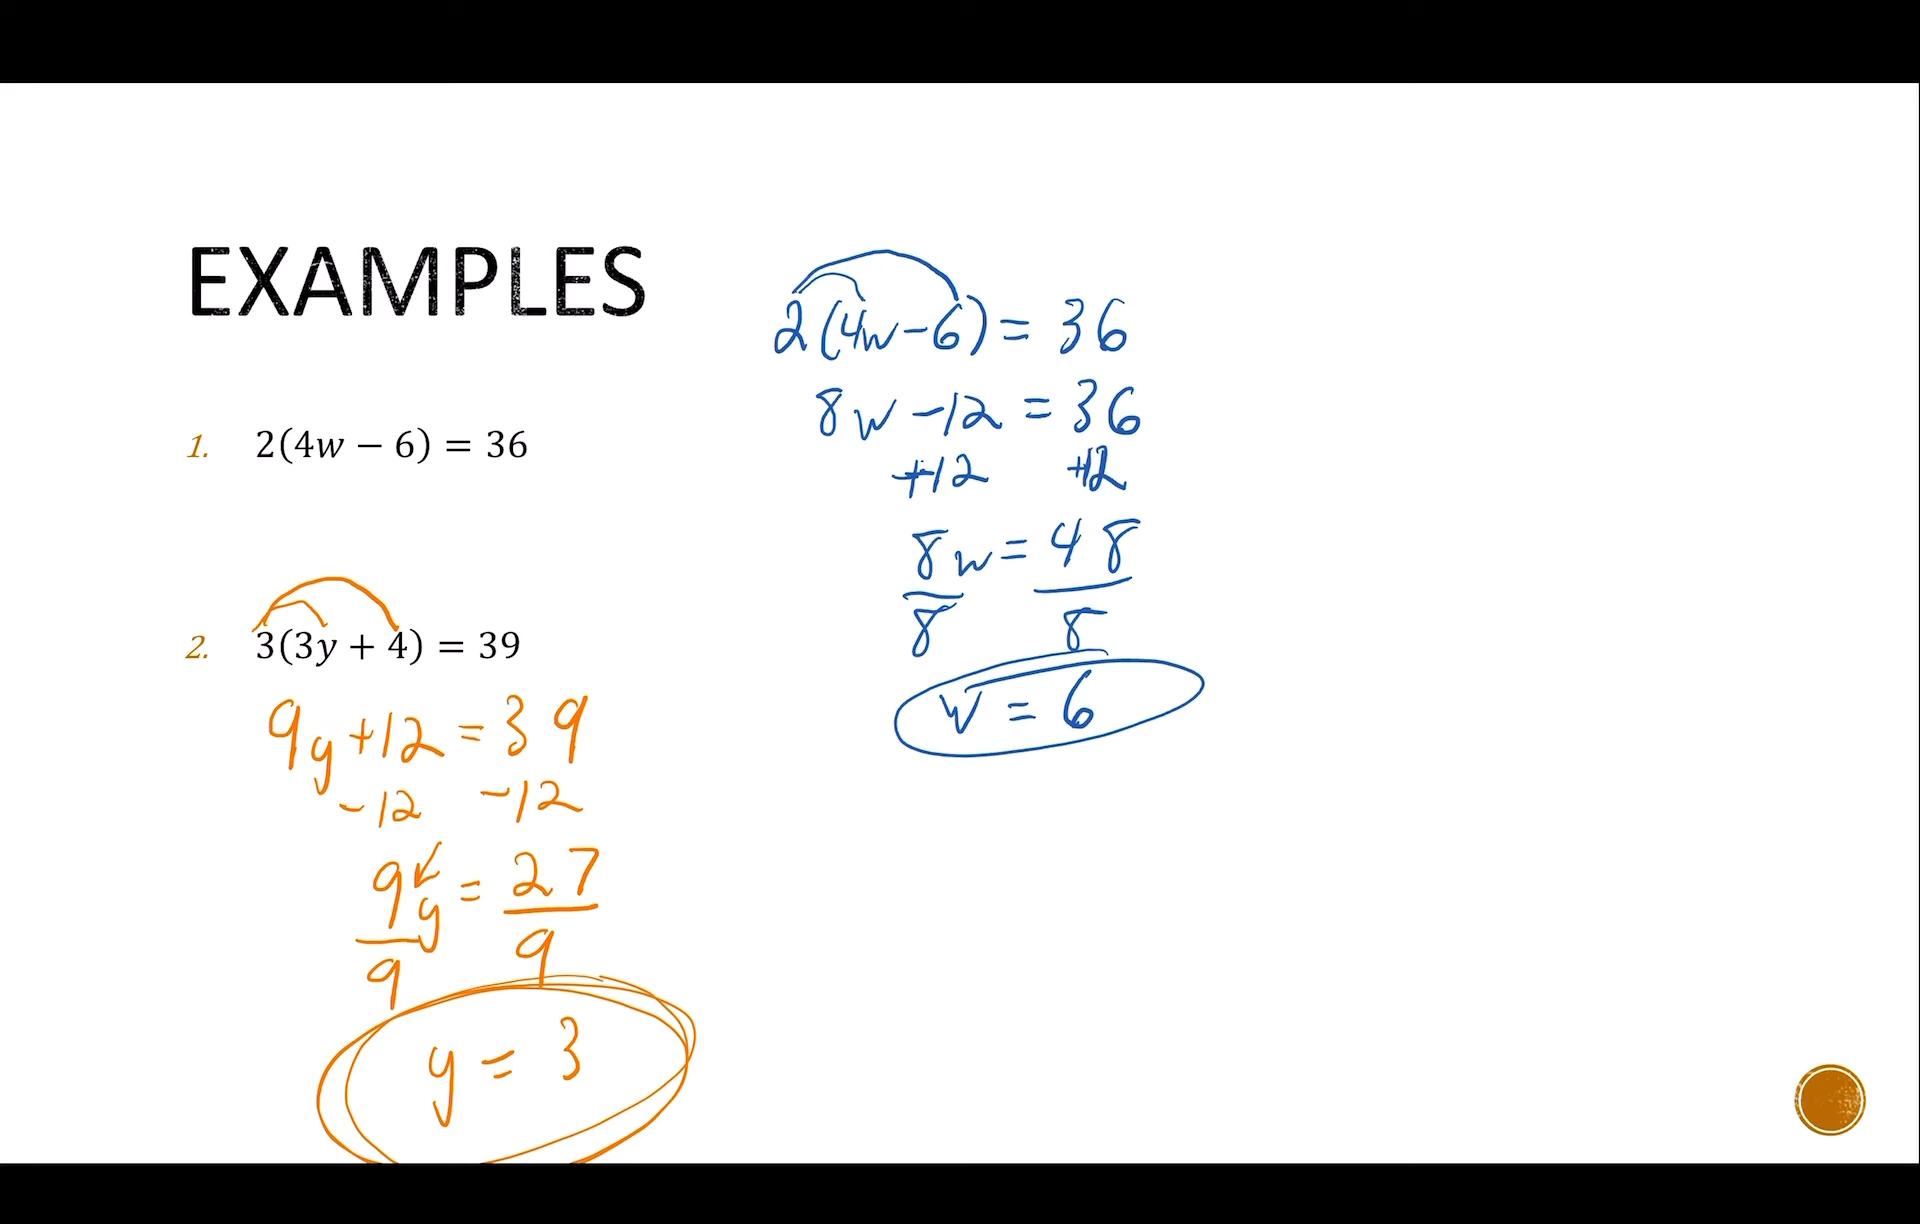 EXAMPLES
1. 2(4w − 6) = 36
2. 3(3y + 4) = 39
9y + 12 = 39
−12 −12
9y = 27
9 9
y = 3
2(4w − 6) = 36
8w − 12 = 36
+12 +12
8w = 48
8 8
w = 6